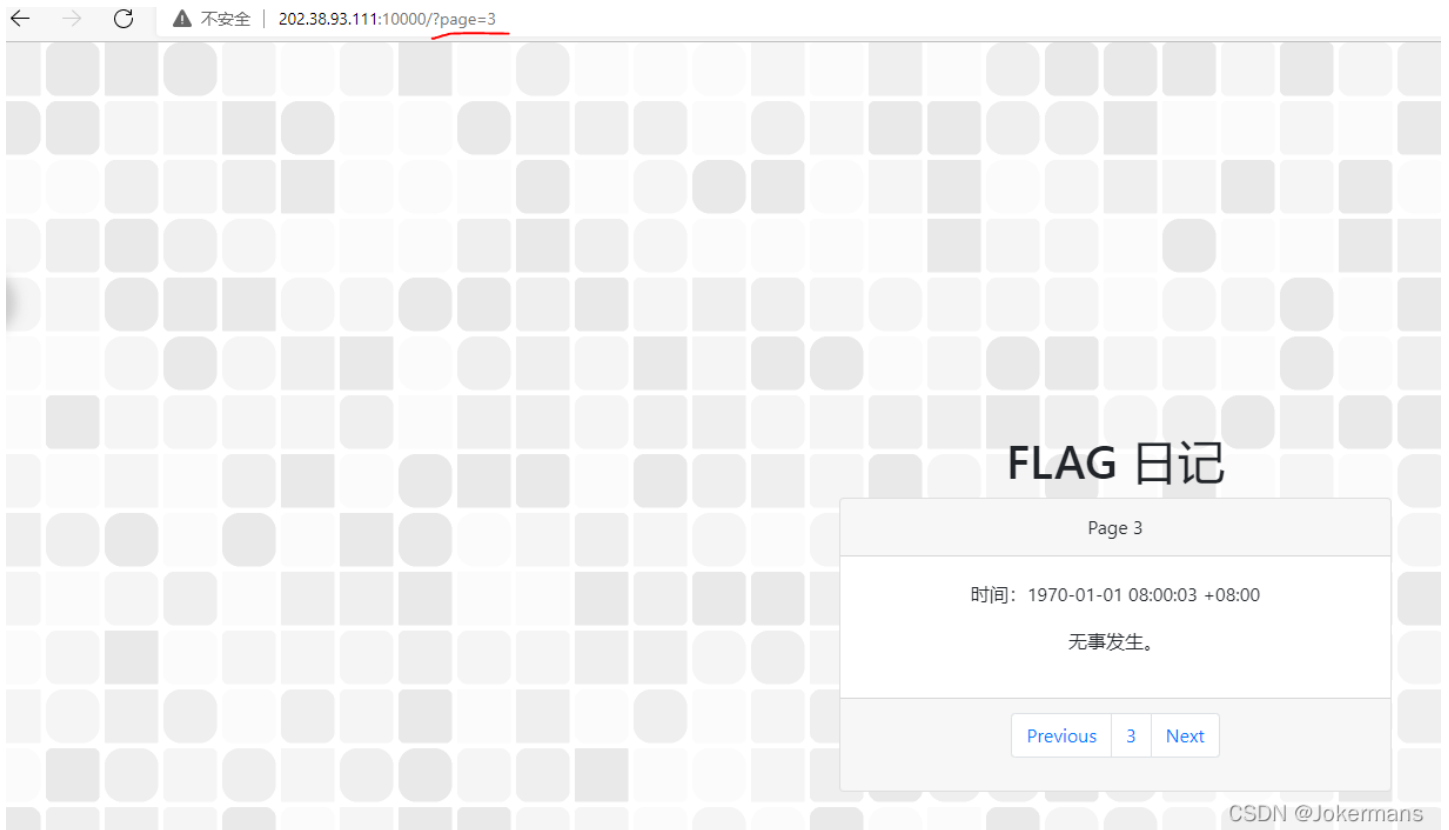 不安全 | 202.38.93.111:10000/?page=3
FLAG 日记
Page 3
时间：1970-01-01 08:00:03 +08:00
无事发生。
Previous 3 Next
CSDN @Jokermans